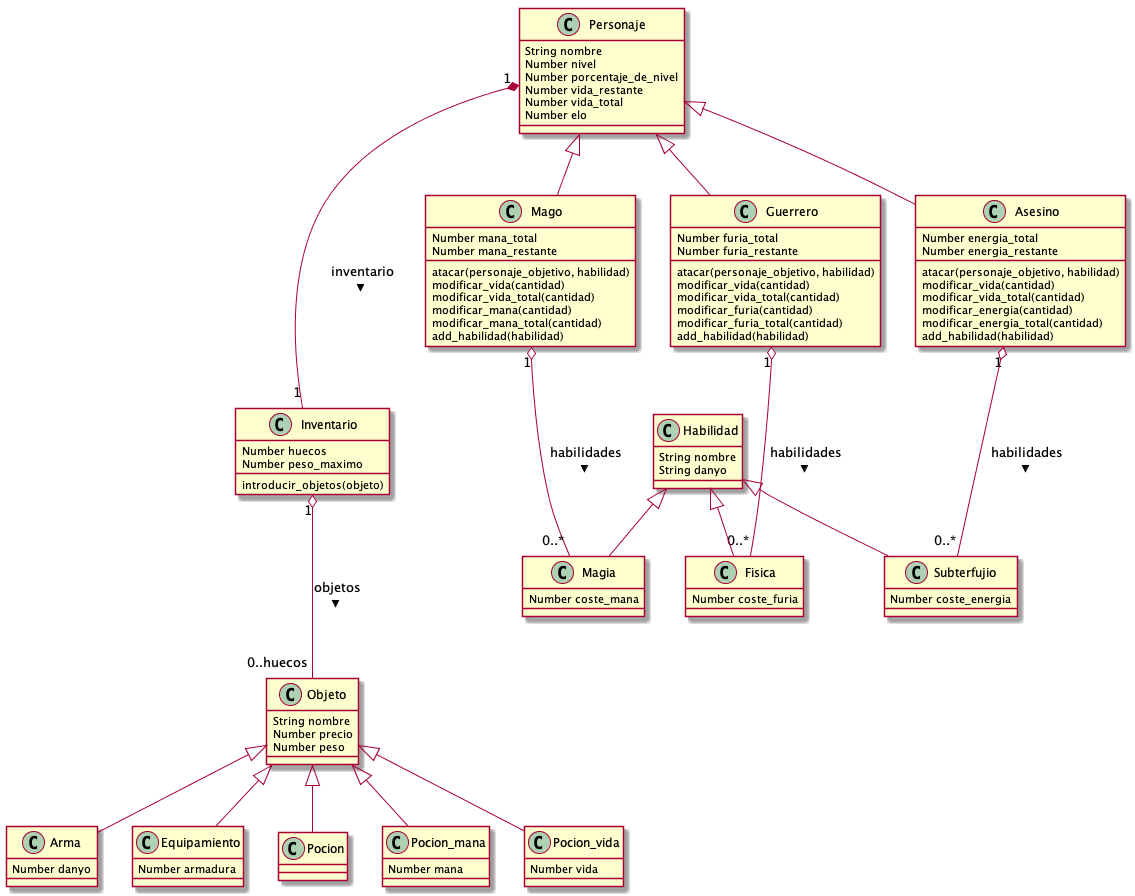 C Personaje
String nombre
Number nivel
Number porcentaje_de_nivel
Number vida_restante
Number vida_total
Number elo
1
C Mago
Number mana_total
Number mana_restante
atacar(personaje_objetivo, habilidad)
modificar_vida(cantidad)
modificar_vida_total(cantidad)
modificar_mana(cantidad)
modificar_mana_total(cantidad)
add_habilidad(habilidad)
C Guerrero
Number furia_total
Number furia_restante
atacar(personaje_objetivo, habilidad)
modificar_vida(cantidad)
modificar_vida_total(cantidad)
modificar_furia(cantidad)
modificar_furia_total(cantidad)
add_habilidad(habilidad)
C Asesino
Number energia_total
Number energia_restante
atacar(personaje_objetivo, habilidad)
modificar_vida(cantidad)
modificar_vida_total(cantidad)
modificar_energia(cantidad)
modificar_energia_total(cantidad)
add_habilidad(habilidad)
inventario
1
1
1
1
C Inventario
Number huecos
Number peso_maximo
introducir_objetos(objeto)
C Habilidad
String nombre
String danyo
habilidades
habilidades
habilidades
1
0..*
0..*
0..*
C Magia
Number coste_mana
C Fisica
Number coste_furia
C Subterfujio
Number coste_energia
objetos
0..huecos
C Objeto
String nombre
Number precio
Number peso
C Arma
Number danyo
C Equipamiento
Number armadura
C Pocion
C Pocion_mana
Number mana
C Pocion_vida
Number vida